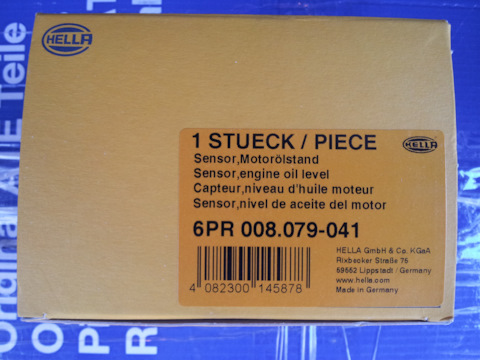 HELLA
1 STUECK / PIECE
HELLA
Sensor,Motorölstand
Sensor,engine oil level
Capteur,niveau d'huile moteur
Sensor,nivel de aceite del motor
6PR 008.079-041
HELLA GmbH & Co. KGaA
Rixbecker Straße 75
59552 Lippstadt / Germany
www.hella.com
Made in Germany
4 082300 145878
Original
Teile